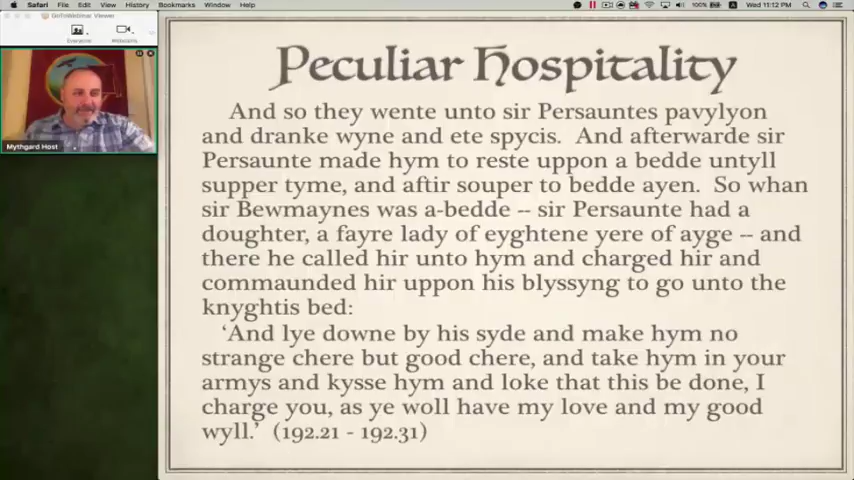 Safari File Edit View History Bookmarks Window Help
100% Wed 11:12 PM
GoToWebinar Viewer
Everyone Webcams
Mythgard Host
Peculiar Hospitality
And so they wente unto sir Persauntes pavylyon
and dranke wyne and ete spycis. And afterwarde sir
Persaunte made hym to reste uppon a bedde untyll
supper tyme, and aftir souper to bedde ayen. So whan
sir Bewmaynes was a-bedde -- sir Persaunte had a
doughter, a fayre lady of eyghtene yere of ayge -- and
there he called hir unto hym and charged hir and
commaunded hir uppon his blyssyng to go unto the
knyghtis bed:
‘And lye downe by his syde and make hym no
strange chere but good chere, and take hym in your
armys and kysse hym and loke that this be done, I
charge you, as ye woll have my love and my good
wyll.’ (192.21 - 192.31)